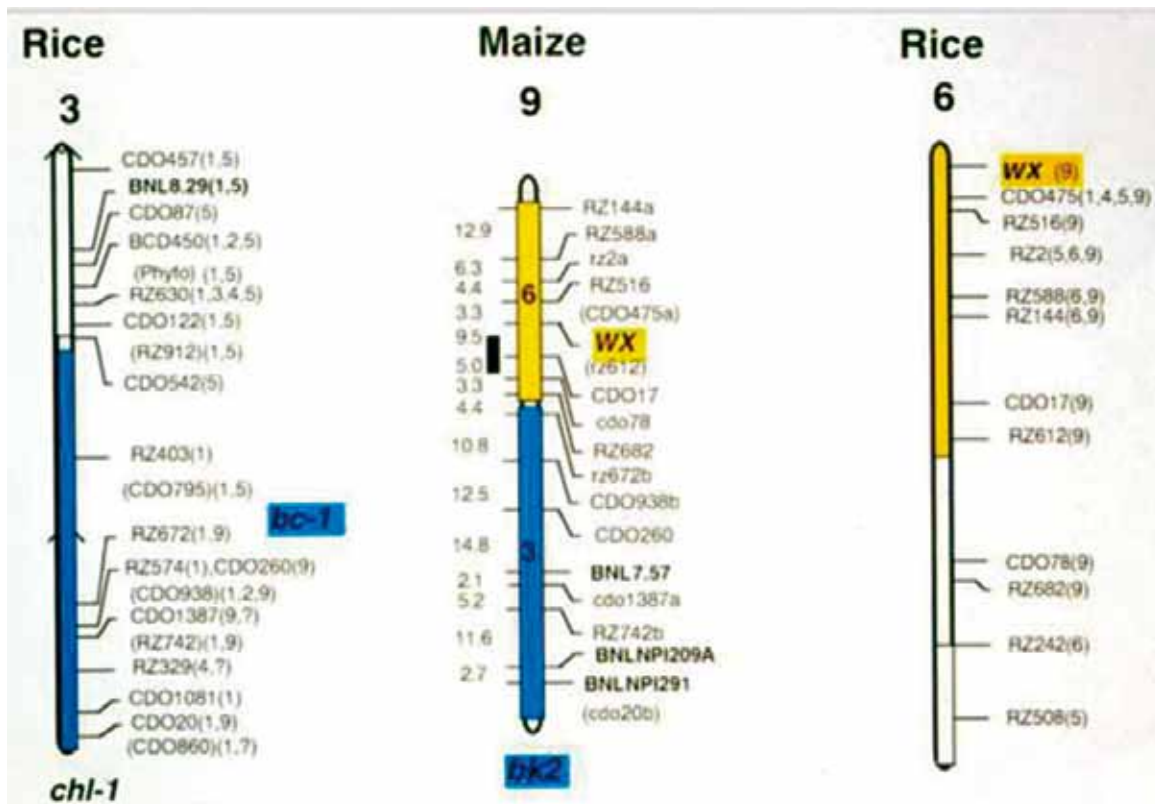 Rice
3
CDO457(1,5)
BNL8.29(1,5)
CDO87(5)
BCD450(1,2,5)
(Phyto) (1,5)
RZ630(1,3,4,5)
CDO122(1,5)
(RZ912)(1,5)
CDO542(5)
RZ403(1)
(CDO795)(1,5)
bc-1
RZ672(1,9)
RZ574(1),CDO260(9)
(CDO938)(1,2,9)
CDO1387(9,?)
(RZ742)(1,9)
RZ329(4,?)
CDO1081(1)
CDO20(1,9)
(CDO860)(1,?)
chl-1
Maize
9
12.9
6.3
4.4
3.3
9.5
5.0
3.3
4.4
10.8
12.5
14.8
2.1
5.2
11.6
2.7
6
3
RZ144a
RZ588a
rz2a
RZ516
(CDO475a)
WX
(rz612)
CDO17
cdo78
RZ682
rz672b
CDO938b
CDO260
BNL7.57
cdo1387a
RZ742b
BNLNPI209A
BNLNPI291
(cdo20b)
bk2
Rice
6
WX (9)
CDO475(1,4,5,9)
RZ516(9)
RZ2(5,6,9)
RZ588(6,9)
RZ144(6,9)
CDO17(9)
RZ612(9)
CDO78(9)
RZ682(9)
RZ242(6)
RZ508(5)